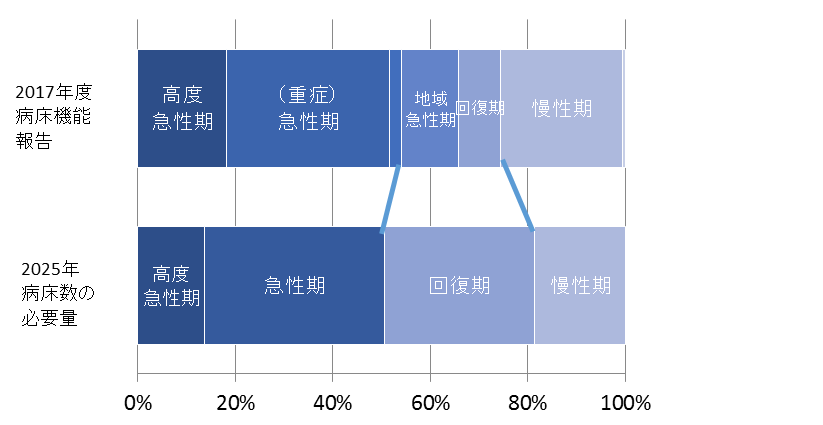 2017年度
病床機能
報告
高度
急性期
（重症）
急性期
地域
急性期
回復期
慢性期
2025年
病床数の
必要量
高度
急性期
急性期
回復期
慢性期
0%
20%
40%
60%
80%
100%